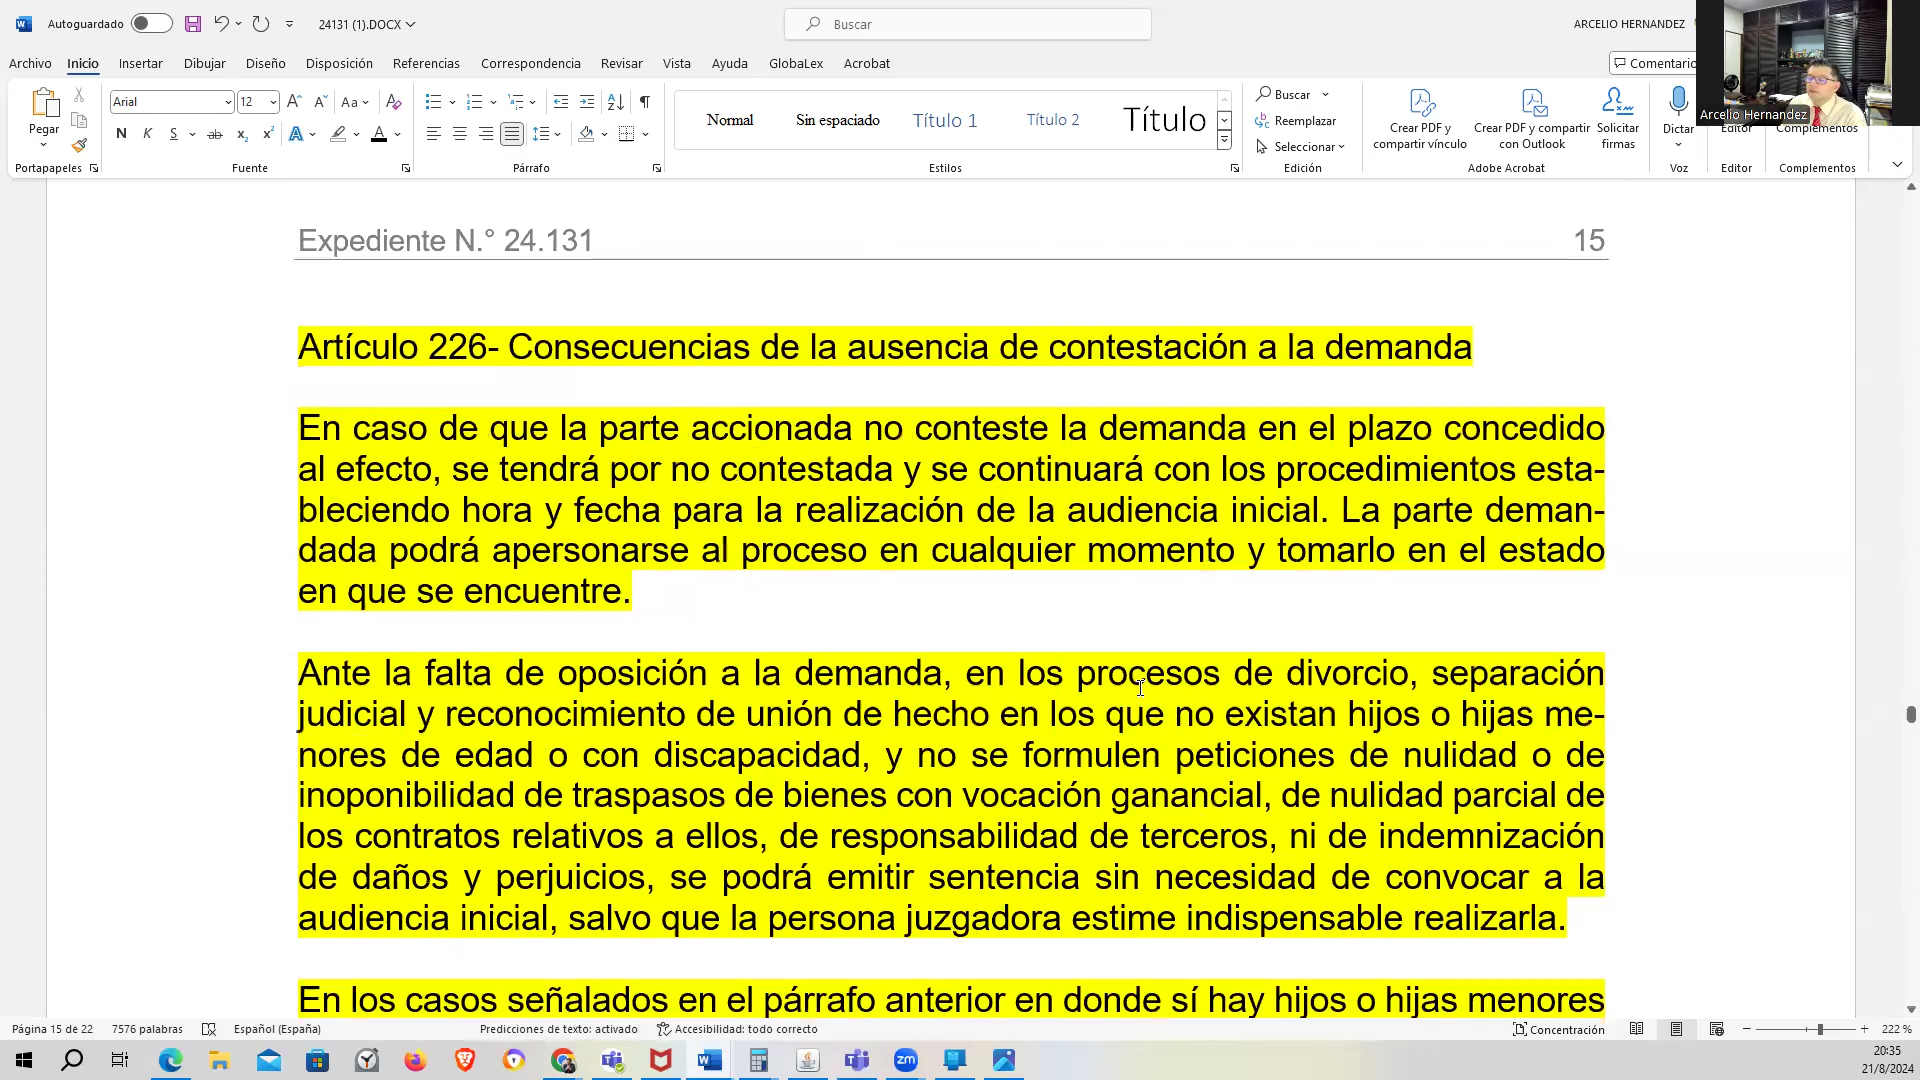 Autoguardado
24131 (1).DOCX
Buscar
ARCELIO HERNANDEZ
Archivo Inicio Insertar Dibujar Diseño Disposición Referencias Correspondencia Revisar Vista Ayuda GlobaLex Acrobat
Comentario
Pegar
Portapapeles
Arial
12
Aa
N K S ab x₂ x² A A
Fuente
Párrafo
Normal
Sin espaciado
Título 1
Título 2
Título
Estilos
Buscar
Reemplazar
Seleccionar
Edición
Crear PDF y
compartir vínculo
Crear PDF y compartir
con Outlook
Solicitar
firmas
Adobe Acrobat
Dictar
Voz
Editor
Editor
Complementos
Complementos
Arcelio Hernandez
Expediente N.° 24.131 15
Artículo 226- Consecuencias de la ausencia de contestación a la demanda
En caso de que la parte accionada no conteste la demanda en el plazo concedido
al efecto, se tendrá por no contestada y se continuará con los procedimientos esta-
bleciendo hora y fecha para la realización de la audiencia inicial. La parte deman-
dada podrá apersonarse al proceso en cualquier momento y tomarlo en el estado
en que se encuentre.
Ante la falta de oposición a la demanda, en los procesos de divorcio, separación
judicial y reconocimiento de unión de hecho en los que no existan hijos o hijas me-
nores de edad o con discapacidad, y no se formulen peticiones de nulidad o de
inoponibilidad de traspasos de bienes con vocación ganancial, de nulidad parcial de
los contratos relativos a ellos, de responsabilidad de terceros, ni de indemnización
de daños y perjuicios, se podrá emitir sentencia sin necesidad de convocar a la
audiencia inicial, salvo que la persona juzgadora estime indispensable realizarla.
En los casos señalados en el párrafo anterior en donde sí hay hijos o hijas menores
Página 15 de 22 7576 palabras Español (España) Predicciones de texto: activado Accesibilidad: todo correcto Concentración 222 %
zm
20:35
21/8/2024